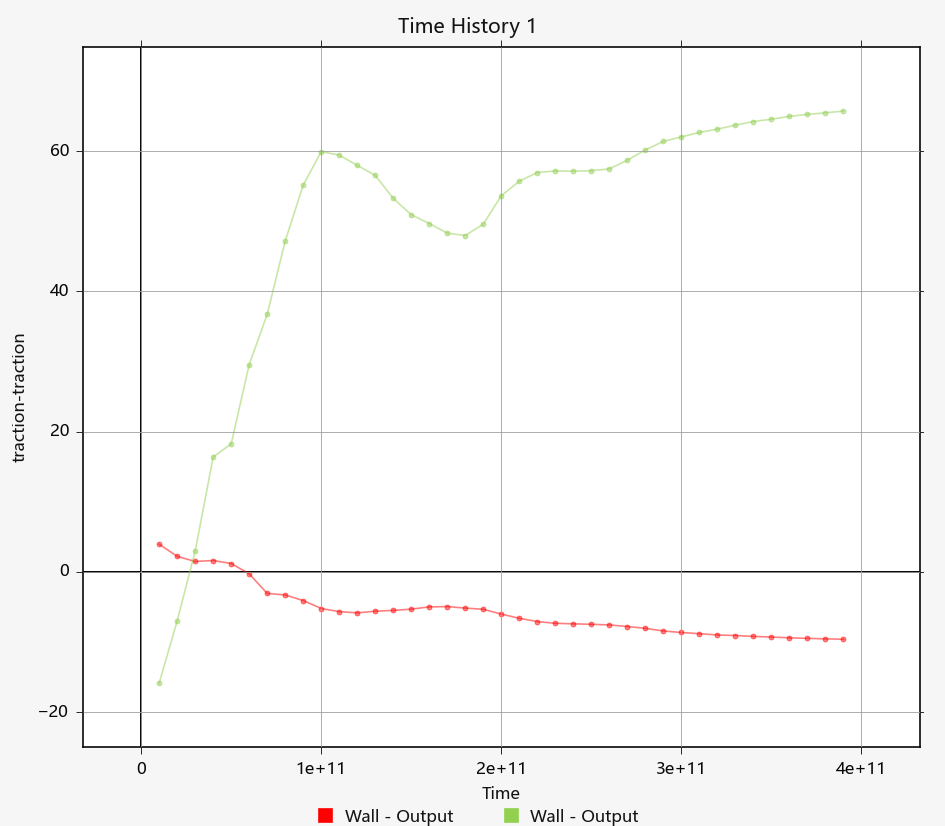 Time History 1
60
40
20
0
−20
traction-traction
0 1e+11 2e+11 3e+11 4e+11
Time
Wall - Output Wall - Output